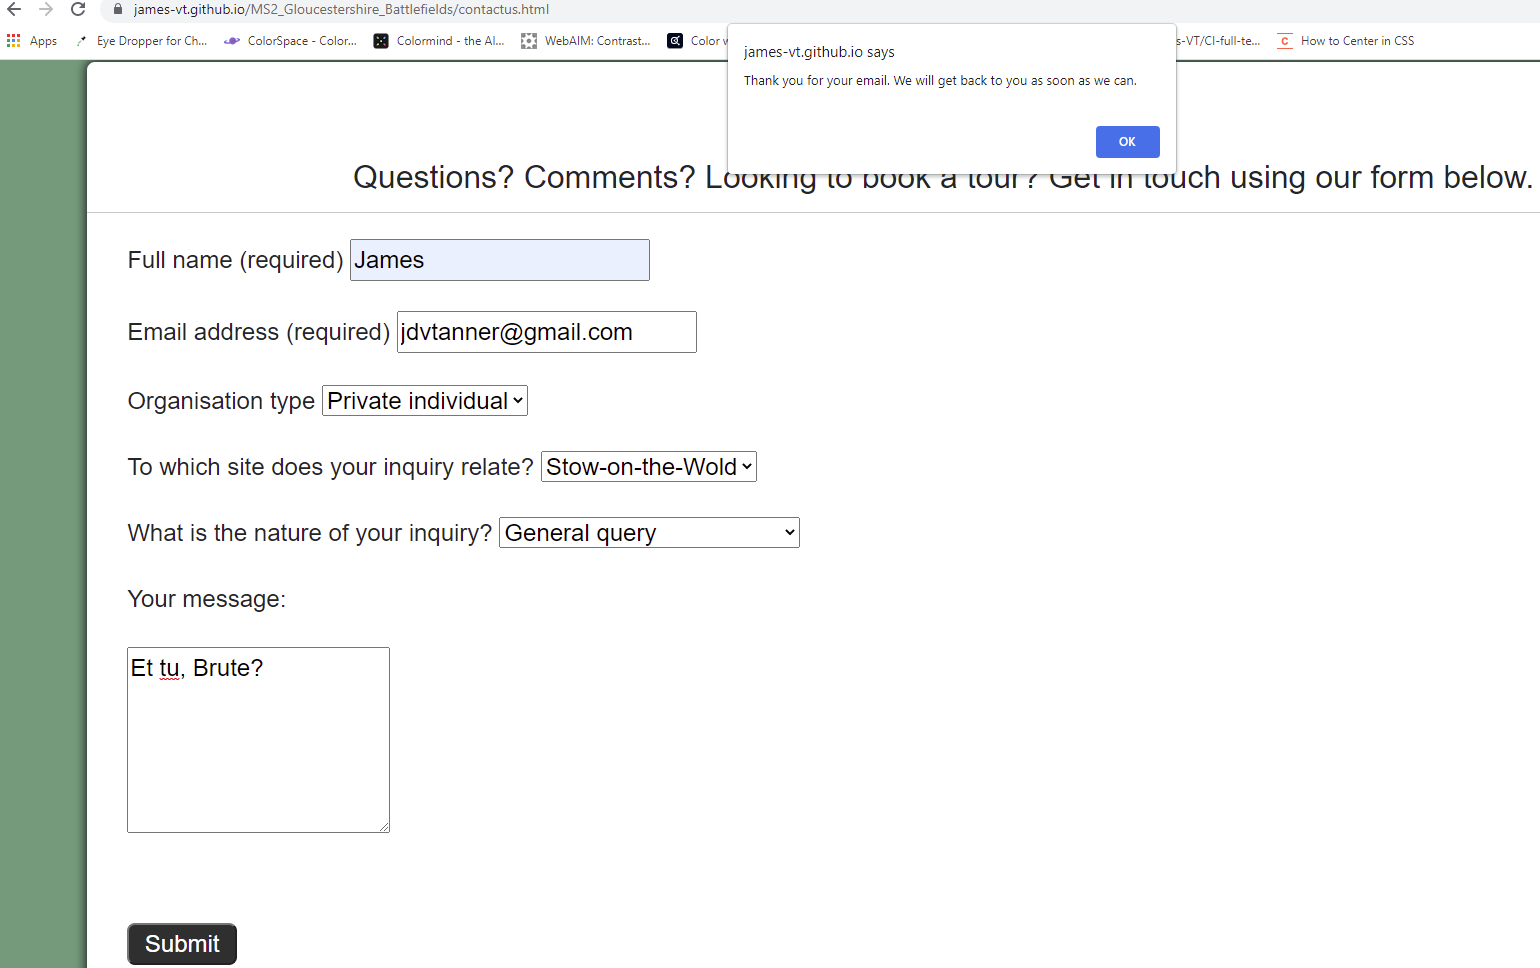 james-vt.github.io/MS2_Gloucestershire_Battlefields/contactus.html
Apps Eye Dropper for Ch... ColorSpace - Color... Colormind - the AI... WebAIM: Contrast... Color s-VT/CI-full-te... How to Center in CSS
james-vt.github.io says
Thank you for your email. We will get back to you as soon as we can.
OK
Questions? Comments? Looking to book a tour? Get in touch using our form below.
Full name (required) James
Email address (required) jdvtanner@gmail.com
Organisation type Private individual
To which site does your inquiry relate? Stow-on-the-Wold
What is the nature of your inquiry? General query
Your message:
Et tu, Brute?
Submit